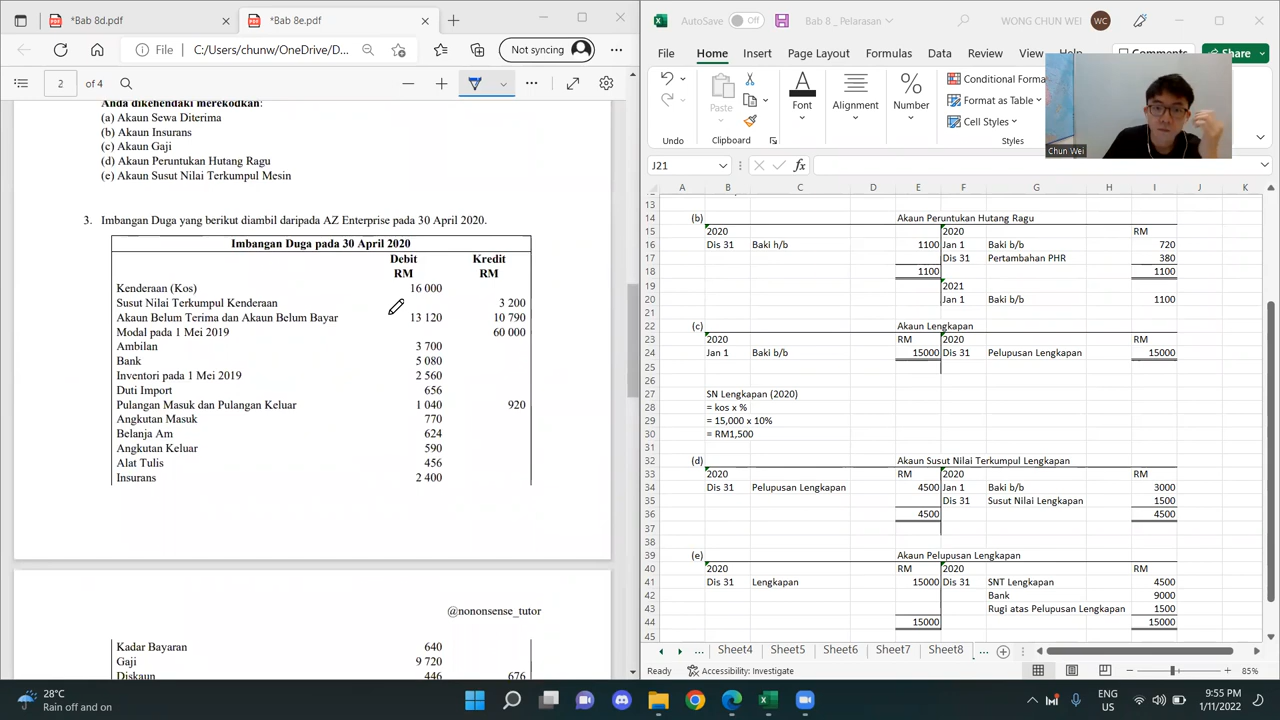 *Bab 8d.pdf
*Bab 8e.pdf
File
C:/Users/chunw/OneDrive/D...
Not syncing
2 of 4
Anda dikehendaki merekodkan:
(a) Akaun Sewa Diterima
(b) Akaun Insurans
(c) Akaun Gaji
(d) Akaun Peruntukan Hutang Ragu
(e) Akaun Susut Nilai Terkumpul Mesin
3. Imbangan Duga yang berikut diambil daripada AZ Enterprise pada 30 April 2020.
Imbangan Duga pada 30 April 2020
Debit Kredit
RM RM
Kenderaan (Kos) 16 000
Susut Nilai Terkumpul Kenderaan 3 200
Akaun Belum Terima dan Akaun Belum Bayar 13 120 10 790
Modal pada 1 Mei 2019 60 000
Ambilan 3 700
Bank 5 080
Inventori pada 1 Mei 2019 2 560
Duti Import 656
Pulangan Masuk dan Pulangan Keluar 1 040 920
Angkutan Masuk 770
Belanja Am 624
Angkutan Keluar 590
Alat Tulis 456
Insurans 2 400
@nononsense_tutor
Kadar Bayaran 640
Gaji 9 720
Diskaun 446 676
AutoSave Off Bab 8 _ Pelarasan WONG CHUN WEI WC
File Home Insert Page Layout Formulas Data Review View Help Comments Share
Paste Font Alignment Number
Conditional Forma
Format as Table
Cell Styles
Undo Clipboard Styles
Chun Wei
J21 fx
A B C D E F G H I J K
13
14 (b) Akaun Peruntukan Hutang Ragu
15 2020 2020 RM
16 Dis 31 Baki h/b 1100 Jan 1 Baki b/b 720
17 Dis 31 Pertambahan PHR 380
18 1100 1100
19 2021
20 Jan 1 Baki b/b 1100
22 (c) Akaun Lengkapan
23 2020 RM 2020 RM
24 Jan 1 Baki b/b 15000 Dis 31 Pelupusan Lengkapan 15000
25
26
27 SN Lengkapan (2020)
28 = kos x %
29 = 15,000 x 10%
30 = RM1,500
32 (d) Akaun Susut Nilai Terkumpul Lengkapan
33 2020 RM 2020 RM
34 Dis 31 Pelupusan Lengkapan 4500 Jan 1 Baki b/b 3000
35 Dis 31 Susut Nilai Lengkapan 1500
36 4500 4500
37
38
39 (e) Akaun Pelupusan Lengkapan
40 2020 RM 2020 RM
41 Dis 31 Lengkapan 15000 Dis 31 SNT Lengkapan 4500
42 Bank 9000
43 Rugi atas Pelupusan Lengkapan 1500
44 15000 15000
45
... Sheet4 Sheet5 Sheet6 Sheet7 Sheet8 ...
Ready Accessibility: Investigate 85%
28°C
Rain off and on
ENG
US
9:55 PM
1/11/2022